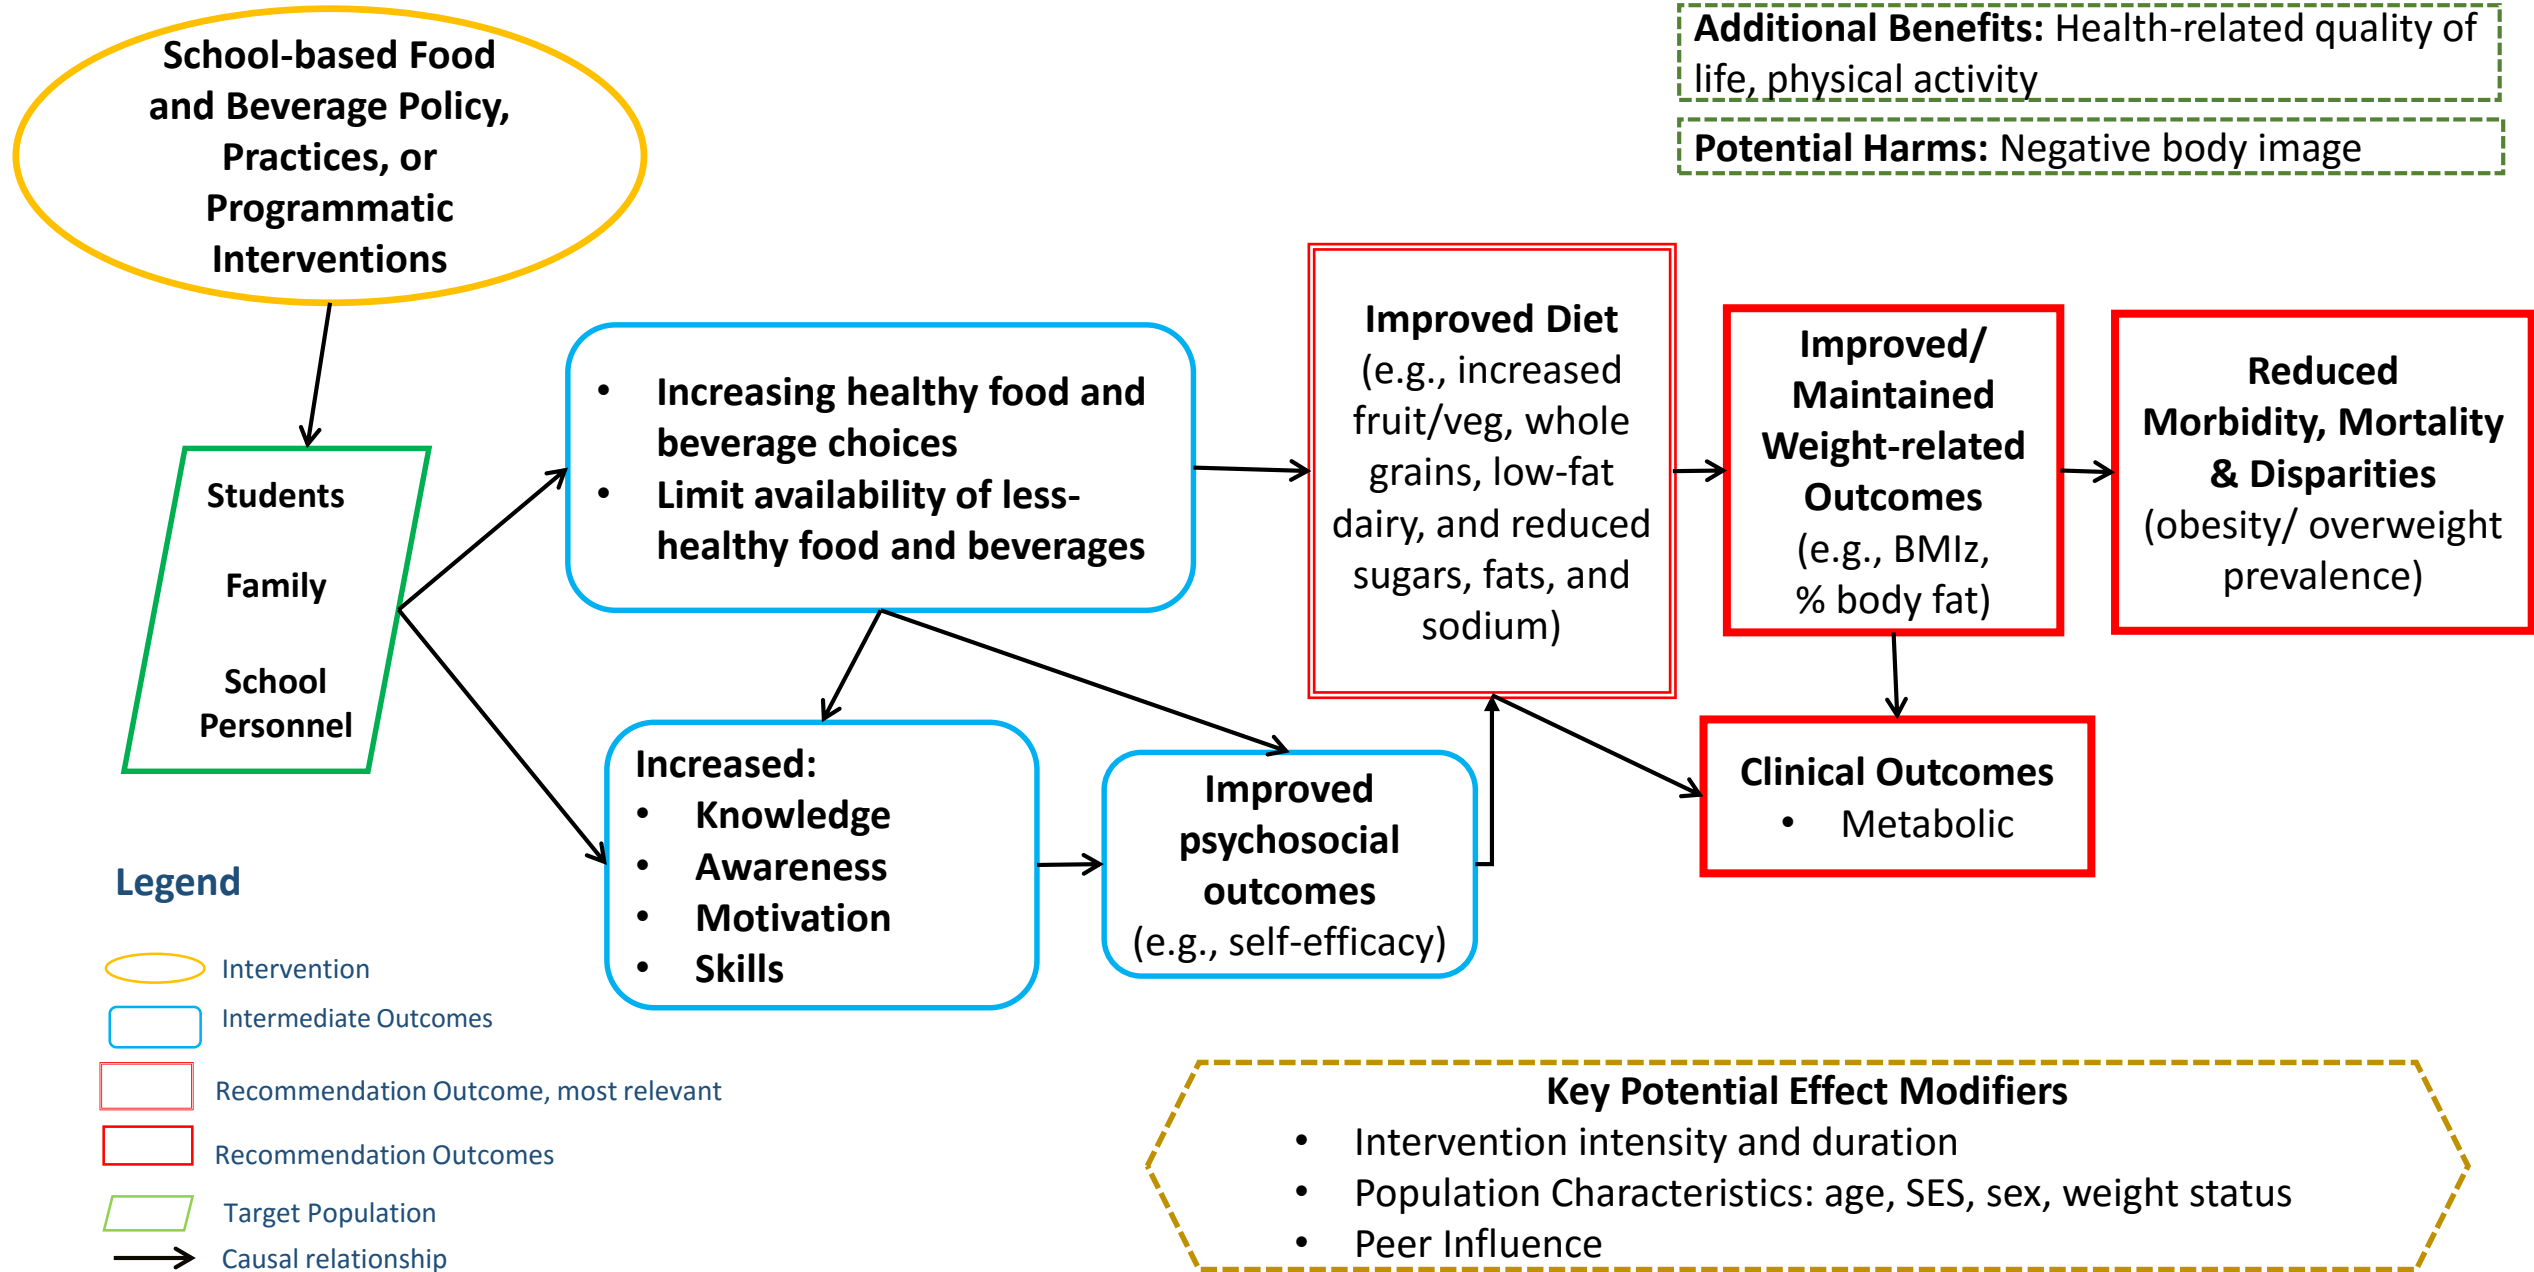 School-based Food
and Beverage Policy,
Practices, or
Programmatic
Interventions
Additional Benefits: Health-related quality of
life, physical activity
Potential Harms: Negative body image
Students
Family
School
Personnel
• Increasing healthy food and
beverage choices
• Limit availability of less-
healthy food and beverages
Increased:
• Knowledge
• Awareness
• Motivation
• Skills
Improved
psychosocial
outcomes
(e.g., self-efficacy)
Improved Diet
(e.g., increased
fruit/veg, whole
grains, low-fat
dairy, and reduced
sugars, fats, and
sodium)
Improved/
Maintained
Weight-related
Outcomes
(e.g., BMIz,
% body fat)
Reduced
Morbidity, Mortality
& Disparities
(obesity/ overweight
prevalence)
Clinical Outcomes
• Metabolic
Legend
Intervention
Intermediate Outcomes
Recommendation Outcome, most relevant
Recommendation Outcomes
Target Population
Causal relationship
Key Potential Effect Modifiers
• Intervention intensity and duration
• Population Characteristics: age, SES, sex, weight status
• Peer Influence